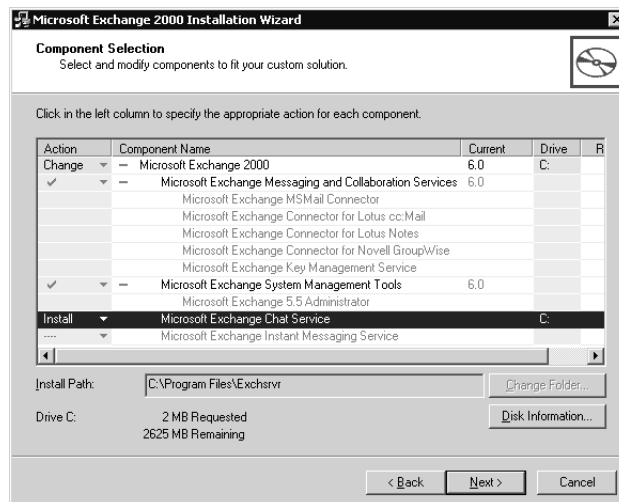 Microsoft Exchange 2000 Installation Wizard
Component Selection
Select and modify components to fit your custom solution.
Click in the left column to specify the appropriate action for each component.
Action Component Name Current Drive R
Change Microsoft Exchange 2000 6.0 C:
Microsoft Exchange Messaging and Collaboration Services 6.0
Microsoft Exchange MSMail Connector
Microsoft Exchange Connector for Lotus cc:Mail
Microsoft Exchange Connector for Lotus Notes
Microsoft Exchange Connector for Novell GroupWise
Microsoft Exchange Key Management Service
Microsoft Exchange System Management Tools 6.0
Microsoft Exchange 5.5 Administrator
Install Microsoft Exchange Chat Service C:
---- Microsoft Exchange Instant Messaging Service
Install Path: C:\Program Files\Exchsrvr Change Folder...
Drive C: 2 MB Requested Disk Information...
2625 MB Remaining
< Back Next > Cancel